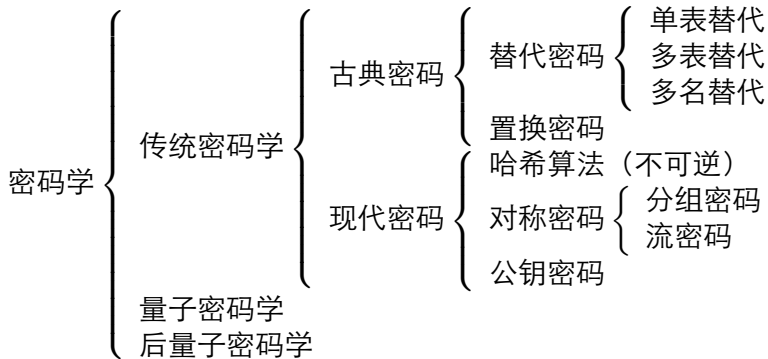 密码学
传统密码学
古典密码
替代密码
单表替代
多表替代
多名替代
置换密码
现代密码
哈希算法（不可逆）
对称密码
分组密码
流密码
公钥密码
量子密码学
后量子密码学